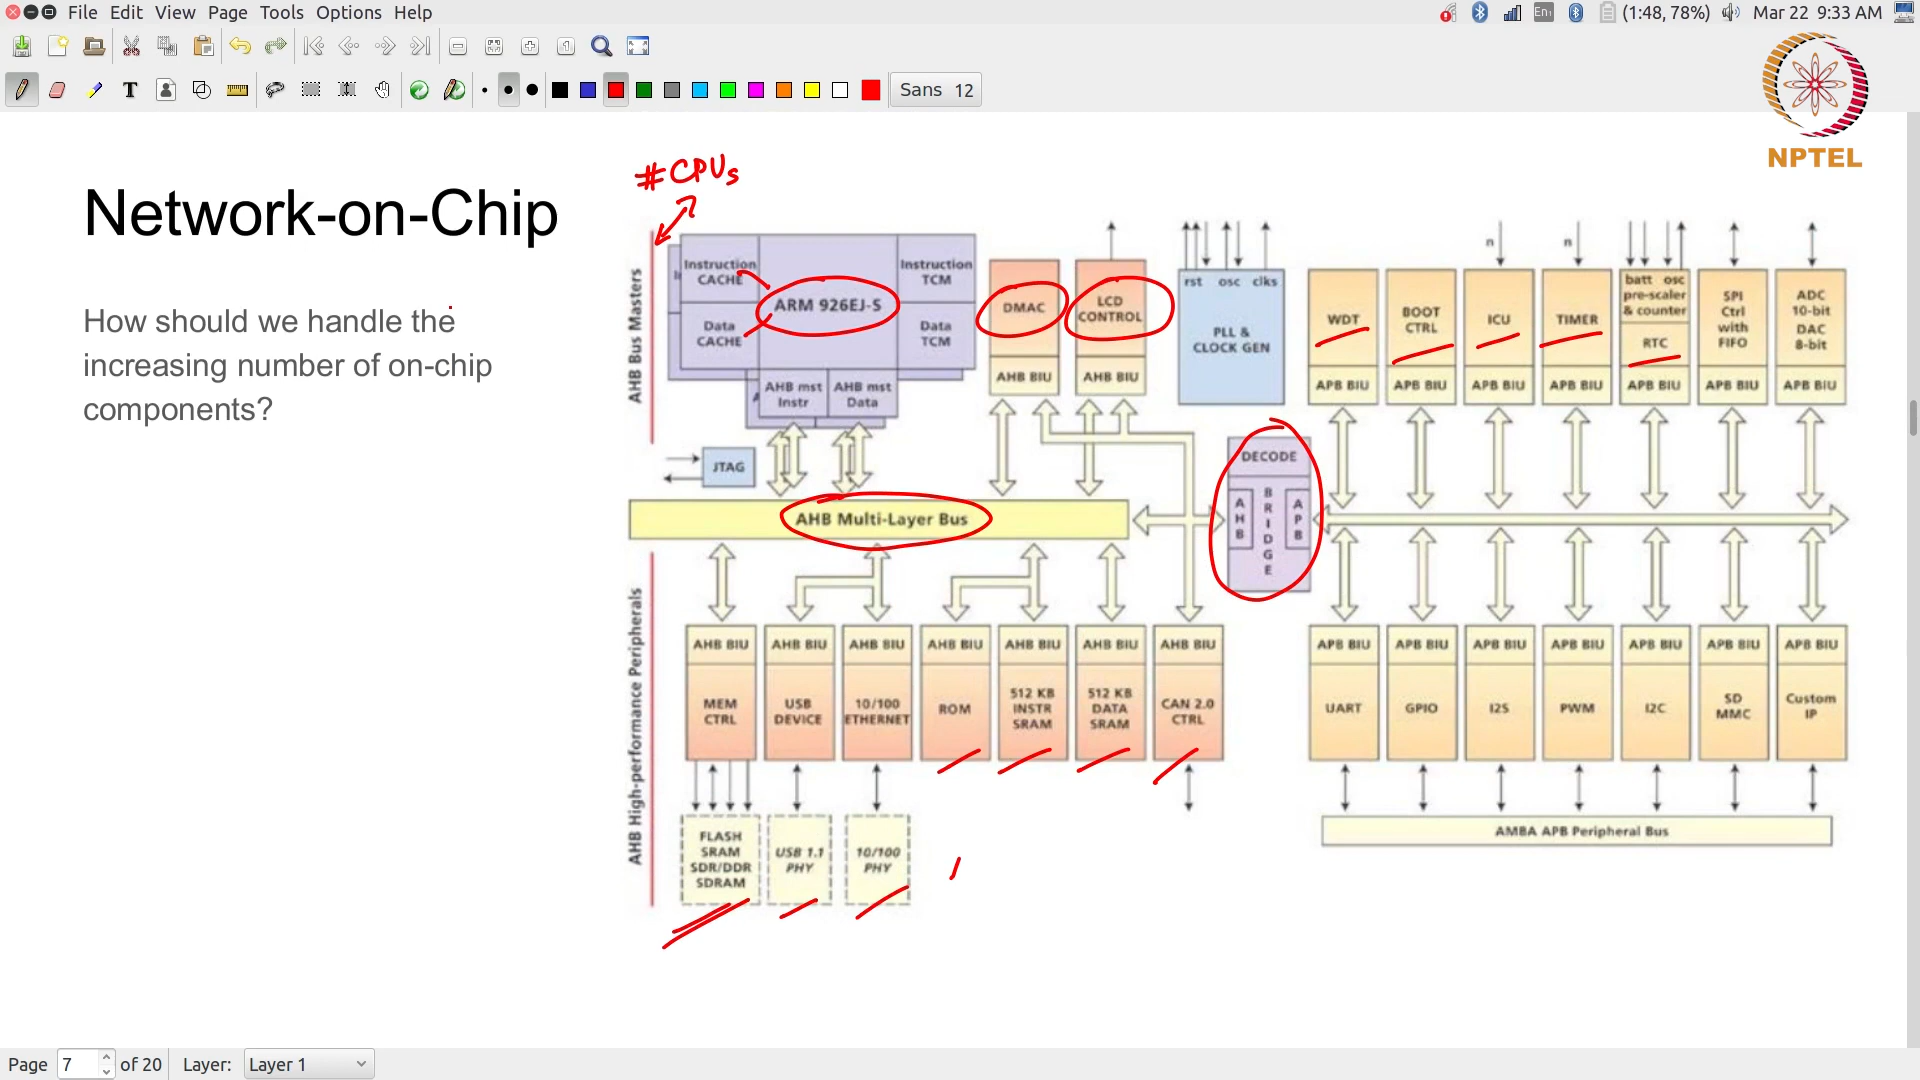 File Edit View Page Tools Options Help
En₁ (1:48, 78%) Mar 22 9:33 AM
Sans 12
NPTEL
#CPUs
Network-on-Chip
How should we handle the
increasing number of on-chip
components?
AHB Bus Masters
Instruction
CACHE
ARM 926EJ-S
Instruction
TCM
Data
CACHE
Data
TCM
AHB mst
Instr
AHB mst
Data
DMAC
AHB BIU
LCD
CONTROL
AHB BIU
rst osc clks
PLL &
CLOCK GEN
WDT
APB BIU
BOOT
CTRL
APB BIU
n
ICU
APB BIU
n
TIMER
APB BIU
batt osc
pre-scaler
& counter
RTC
APB BIU
SPI
Ctrl
with
FIFO
APB BIU
ADC
10-bit
DAC
8-bit
APB BIU
JTAG
AHB Multi-Layer Bus
DECODE
AHB
BRIDGE
APB
AHB High-performance Peripherals
AHB BIU
MEM
CTRL
AHB BIU
USB
DEVICE
AHB BIU
10/100
ETHERNET
AHB BIU
ROM
AHB BIU
512 KB
INSTR
SRAM
AHB BIU
512 KB
DATA
SRAM
AHB BIU
CAN 2.0
CTRL
APB BIU
UART
APB BIU
GPIO
APB BIU
I2S
APB BIU
PWM
APB BIU
I2C
APB BIU
SD
MMC
APB BIU
Custom
IP
FLASH
SRAM
SDR/DDR
SDRAM
USB 1.1
PHY
10/100
PHY
AMBA APB Peripheral Bus
Page 7 of 20 Layer: Layer 1